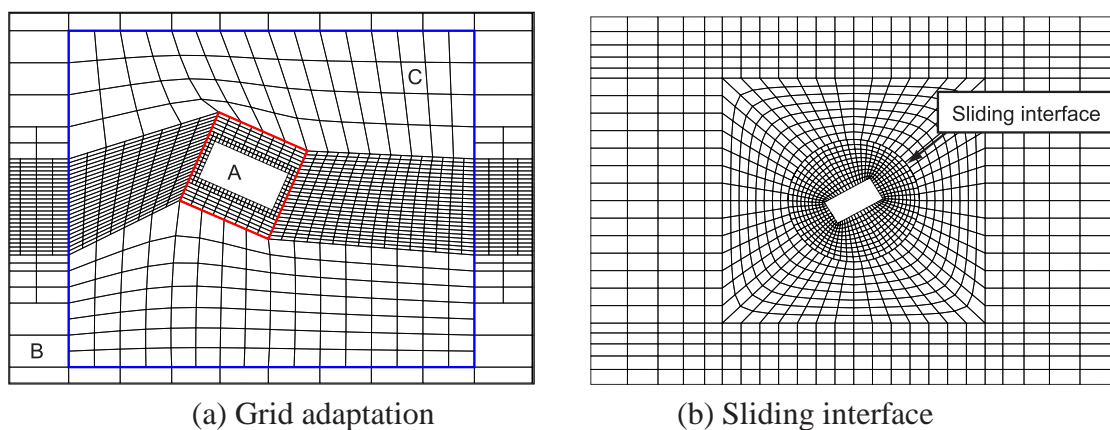 C
A
B
Sliding interface
(a) Grid adaptation
(b) Sliding interface